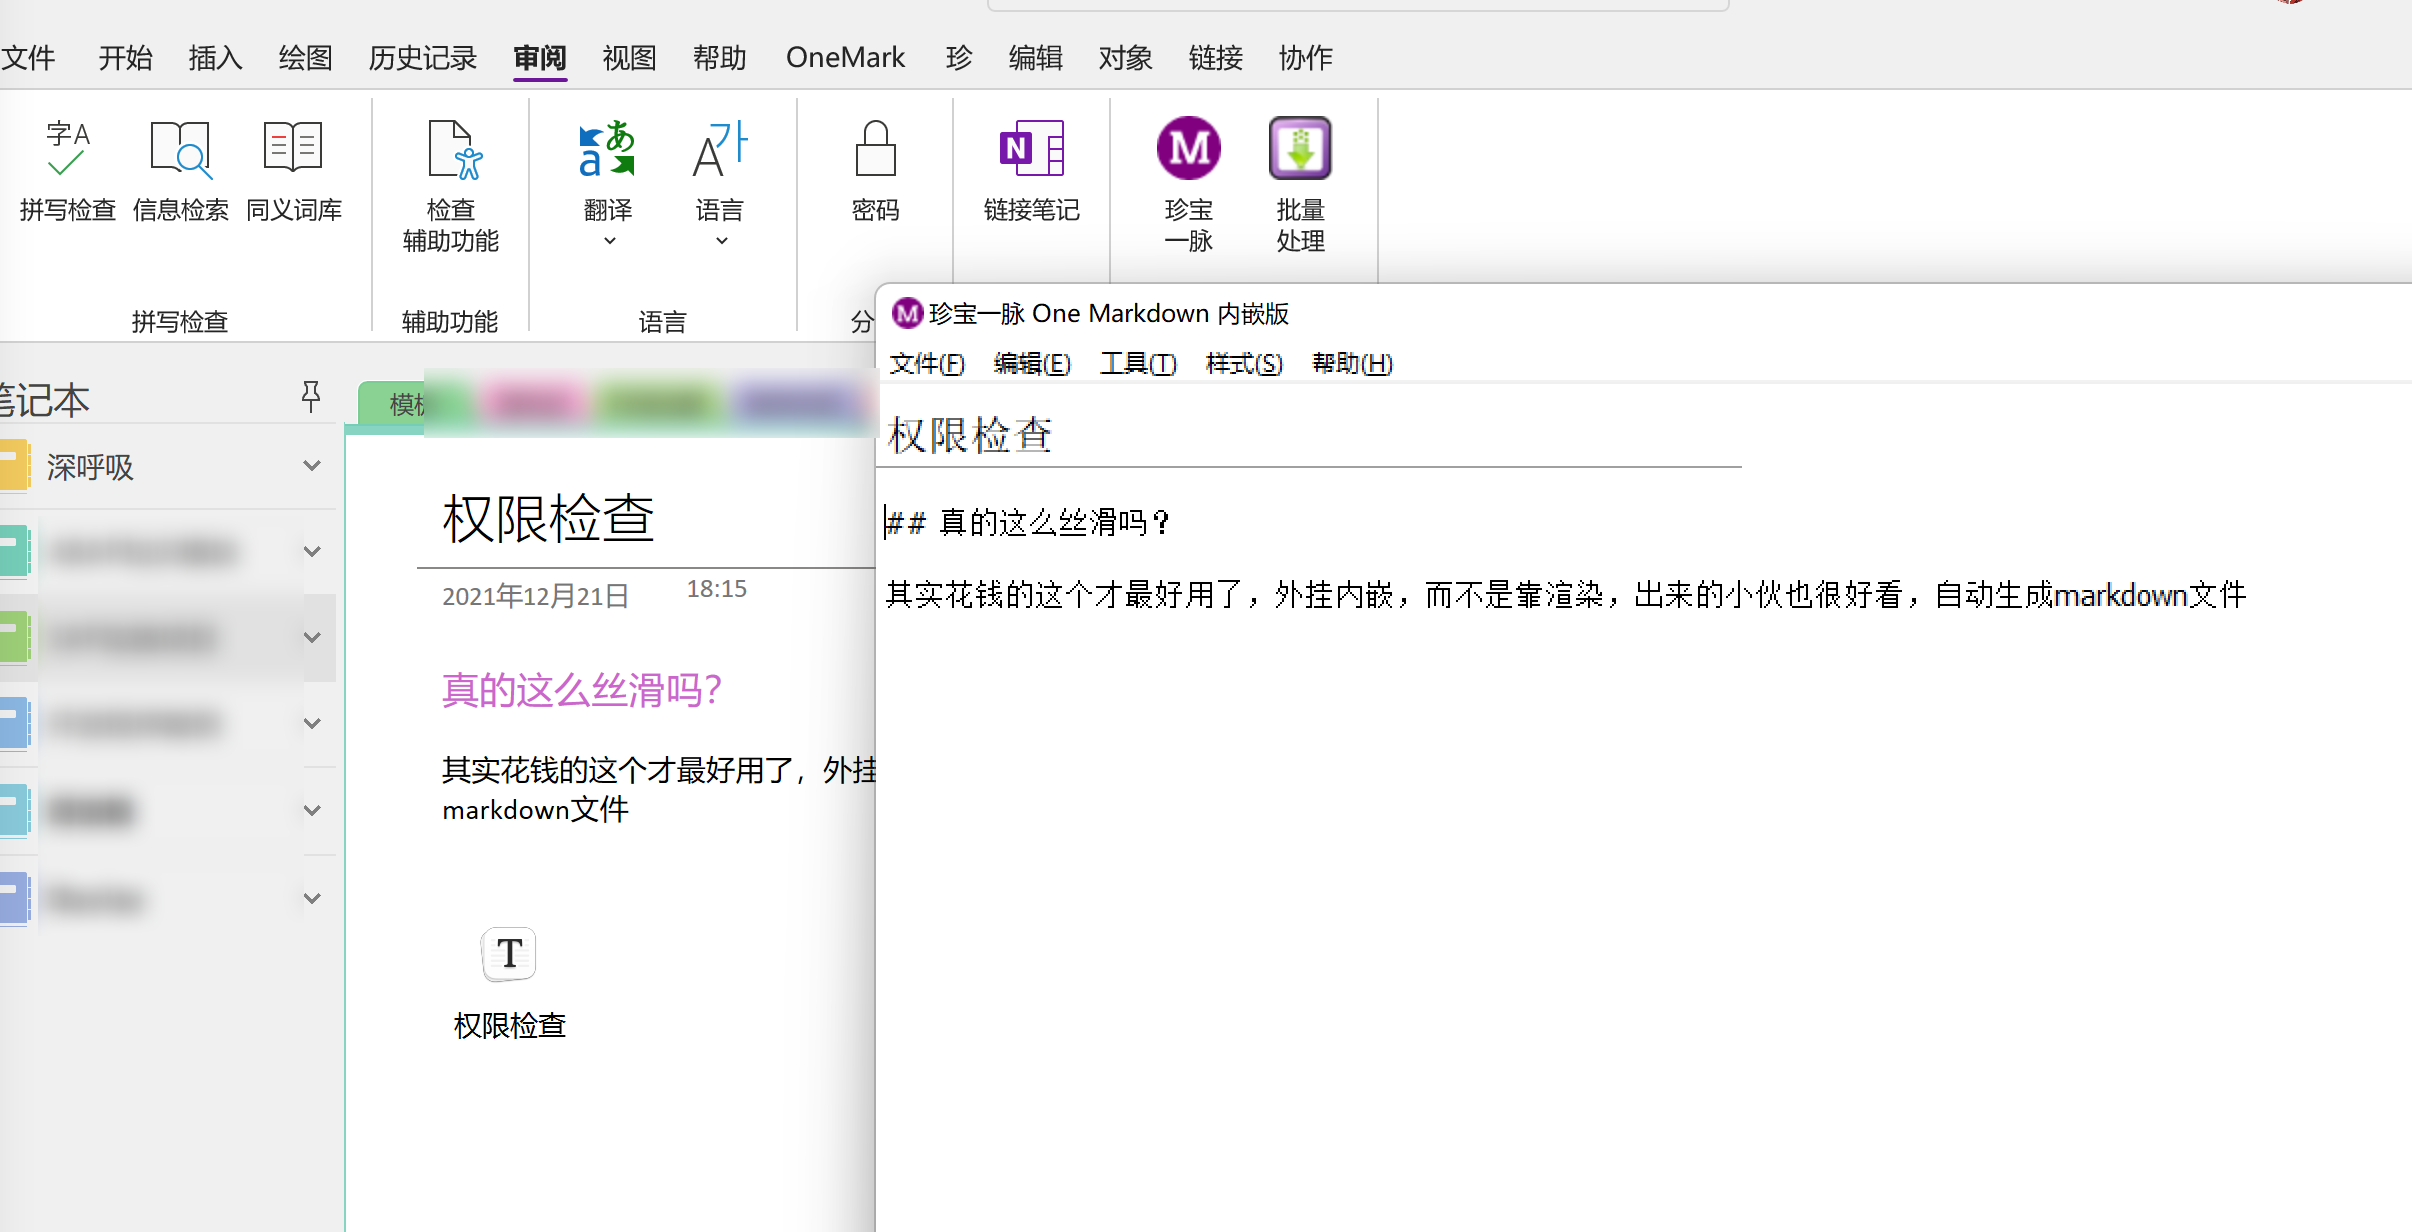 文件 开始 插入 绘图 历史记录 审阅 视图 帮助 OneMark 珍 编辑 对象 链接 协作
字A
拼写检查 信息检索 同义词库 检查 翻译 语言 密码 链接笔记 珍宝 批量
辅助功能 一脉 处理
拼写检查 辅助功能 语言 分
M 珍宝一脉 One Markdown 内嵌版
文件(F) 编辑(E) 工具(T) 样式(S) 帮助(H)
权限检查
## 真的这么丝滑吗？
其实花钱的这个才最好用了，外挂内嵌，而不是靠渲染，出来的小伙也很好看，自动生成markdown文件
笔记本
深呼吸
模板
权限检查
2021年12月21日 18:15
真的这么丝滑吗？
其实花钱的这个才最好用了，外挂
markdown文件
T
权限检查